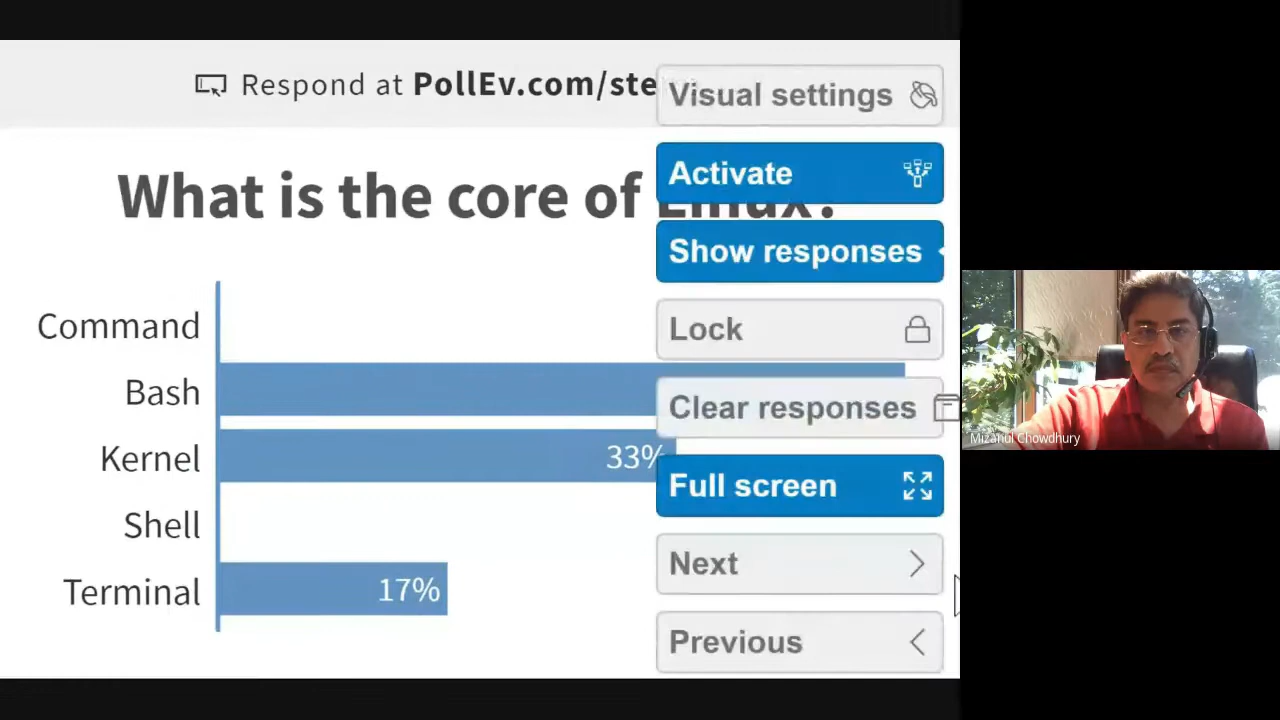 Respond at PollEv.com/ste
Visual settings
Activate
What is the core of Linux?
Show responses
Command
Lock
Bash
Clear responses
Kernel
33%
Full screen
Shell
Next
Terminal
17%
Previous
Mizanul Chowdhury